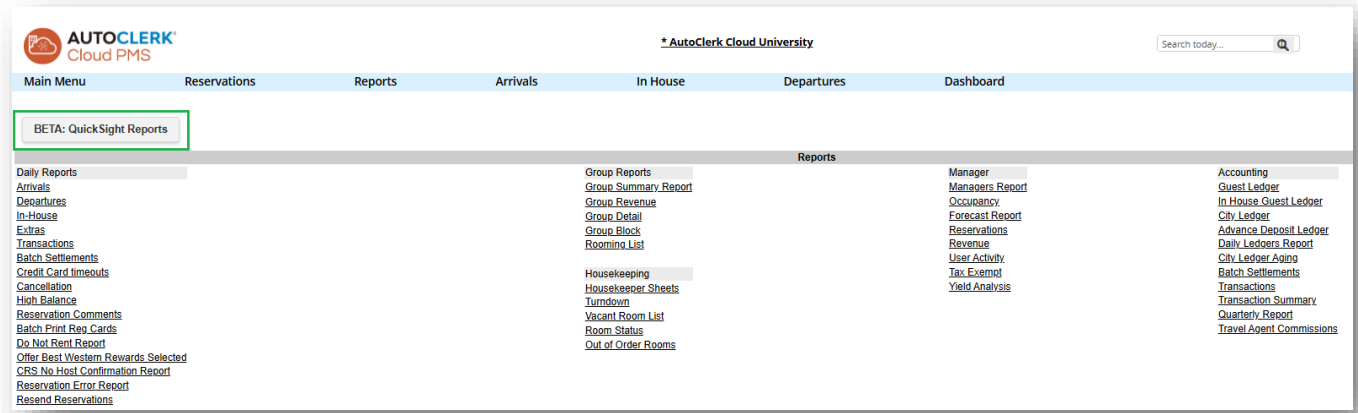 AUTOCLERK®
Cloud PMS
* AutoClerk Cloud University
Search today...
Main Menu Reservations Reports Arrivals In House Departures Dashboard
BETA: QuickSight Reports
Reports
Daily Reports
Arrivals
Departures
In-House
Extras
Transactions
Batch Settlements
Credit Card timeouts
Cancellation
High Balance
Reservation Comments
Batch Print Reg Cards
Do Not Rent Report
Offer Best Western Rewards Selected
CRS No Host Confirmation Report
Reservation Error Report
Resend Reservations
Group Reports
Group Summary Report
Group Revenue
Group Detail
Group Block
Rooming List
Housekeeping
Housekeeper Sheets
Turndown
Vacant Room List
Room Status
Out of Order Rooms
Manager
Managers Report
Occupancy
Forecast Report
Reservations
Revenue
User Activity
Tax Exempt
Yield Analysis
Accounting
Guest Ledger
In House Guest Ledger
City Ledger
Advance Deposit Ledger
Daily Ledgers Report
City Ledger Aging
Batch Settlements
Transactions
Transaction Summary
Quarterly Report
Travel Agent Commissions